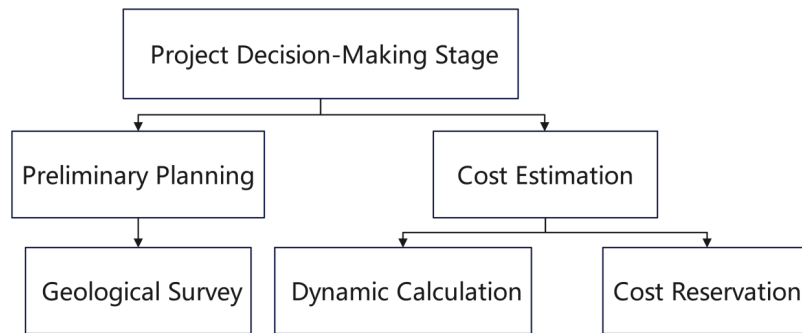 Project Decision-Making Stage
Preliminary Planning
Cost Estimation
Geological Survey
Dynamic Calculation
Cost Reservation